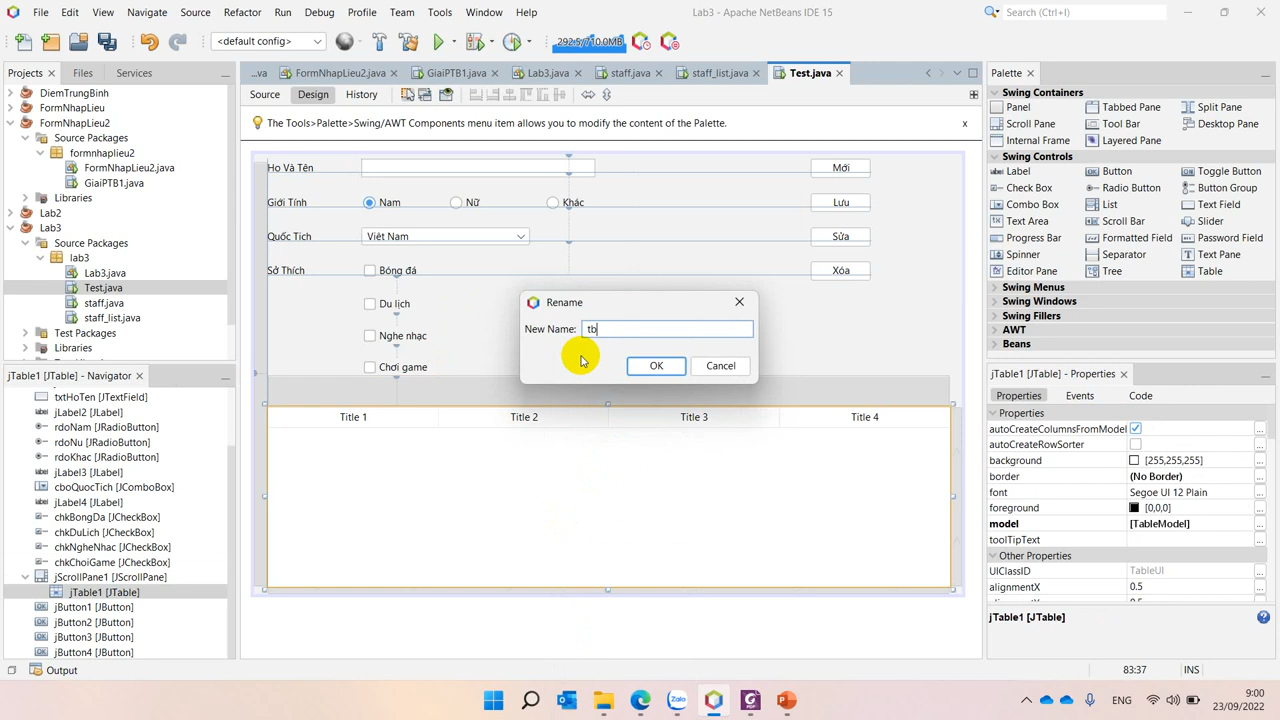 File Edit View Navigate Source Refactor Run Debug Profile Team Tools Window Help
Lab3 - Apache NetBeans IDE 15
Search (Ctrl+I)
<default config>
292.5/710.0MB
Projects
Files
Services
...va
FormNhapLieu2.java
GiaiPTB1.java
Lab3.java
staff.java
staff_list.java
Test.java
Source
Design
History
The Tools>Palette>Swing/AWT Components menu item allows you to modify the content of the Palette.
x
DiemTrungBinh
FormNhapLieu
FormNhapLieu2
Source Packages
formnhaplieu2
FormNhapLieu2.java
GiaiPTB1.java
Libraries
Lab2
Lab3
Source Packages
lab3
Lab3.java
Test.java
staff.java
staff_list.java
Test Packages
Libraries
jTable1 [JTable] - Navigator
txtHoTen [JTextField]
jLabel2 [JLabel]
rdoNam [JRadioButton]
rdoNu [JRadioButton]
rdoKhac [JRadioButton]
jLabel3 [JLabel]
cboQuocTich [JComboBox]
jLabel4 [JLabel]
chkBongDa [JCheckBox]
chkDuLich [JCheckBox]
chkNgheNhac [JCheckBox]
chkChoiGame [JCheckBox]
jScrollPane1 [JScrollPane]
jTable1 [JTable]
jButton1 [JButton]
jButton2 [JButton]
jButton3 [JButton]
jButton4 [JButton]
Output
Họ Và Tên
Mới
Giới Tính
Nam
Nữ
Khác
Lưu
Quốc Tịch
Việt Nam
Sửa
Sở Thích
Bóng đá
Xóa
Du lịch
Nghe nhạc
Chơi game
Rename
New Name:
tb
OK
Cancel
Title 1
Title 2
Title 3
Title 4
Palette
Swing Containers
Panel
Tabbed Pane
Split Pane
Scroll Pane
Tool Bar
Desktop Pane
Internal Frame
Layered Pane
Swing Controls
Label
Button
Toggle Button
Check Box
Radio Button
Button Group
Combo Box
List
Text Field
Text Area
Scroll Bar
Slider
Progress Bar
Formatted Field
Password Field
Spinner
Separator
Text Pane
Editor Pane
Tree
Table
Swing Menus
Swing Windows
Swing Fillers
AWT
Beans
jTable1 [JTable] - Properties
Properties
Events
Code
Properties
autoCreateColumnsFromModel
...
autoCreateRowSorter
...
background
[255,255,255]
...
border
(No Border)
...
font
Segoe UI 12 Plain
...
foreground
[0,0,0]
...
model
[TableModel]
...
toolTipText
...
Other Properties
UIClassID
TableUI
...
alignmentX
0.5
...
jTable1 [JTable]
83:37
INS
ENG
9:00
23/09/2022